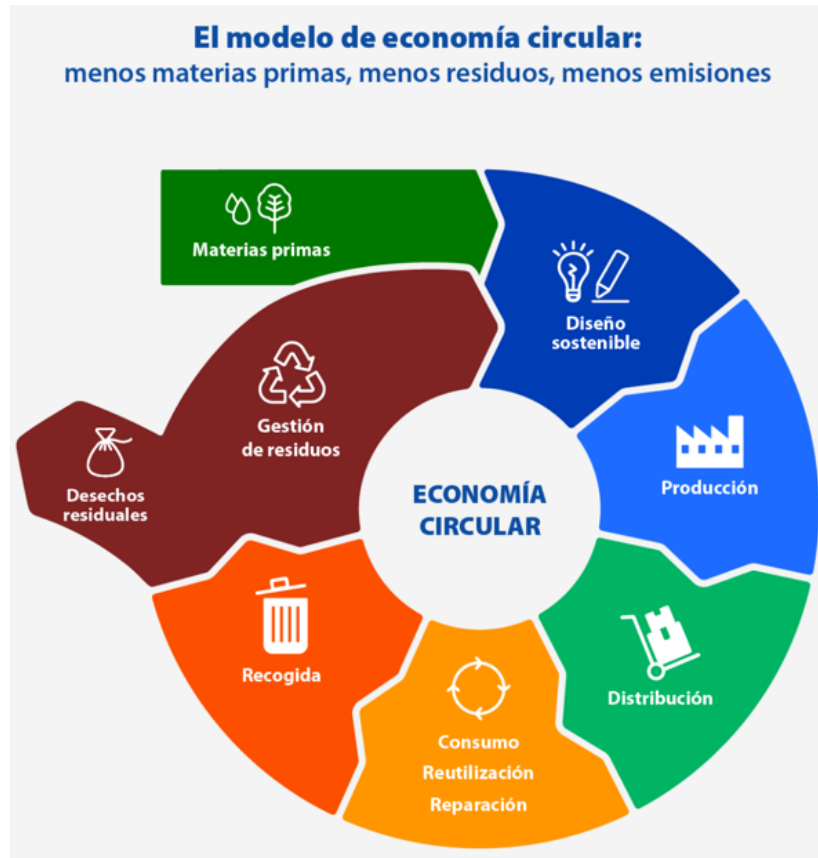 El modelo de economía circular:
menos materias primas, menos residuos, menos emisiones
Materias primas
Diseño
sostenible
Producción
Distribución
Consumo
Reutilización
Reparación
Recogida
Gestión
de residuos
Desechos
residuales
ECONOMÍA
CIRCULAR